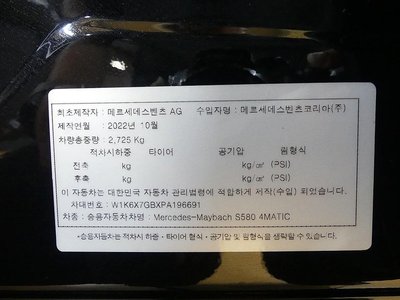 최초제작자 : 메르세데스벤츠 AG 수입자명 : 메르세데스벤츠코리아(주)
제작연월 : 2022년 10월
차량총중량 : 2,725 Kg
적차시하중 타이어 공기압 림형식
전축 kg kg/㎠ (PSI)
후축 kg kg/㎠ (PSI)
이 자동차는 대한민국 자동차 관리법령에 적합하게 제작(수입) 되었습니다.
차대번호 : W1K6X7GBXPA196691
차종 : 승용자동차차명 : Mercedes-Maybach S580 4MATIC
*승용자동차는 적차시 하중·타이어 형식·공기압 및 림형식을 생략할 수 있습니다.